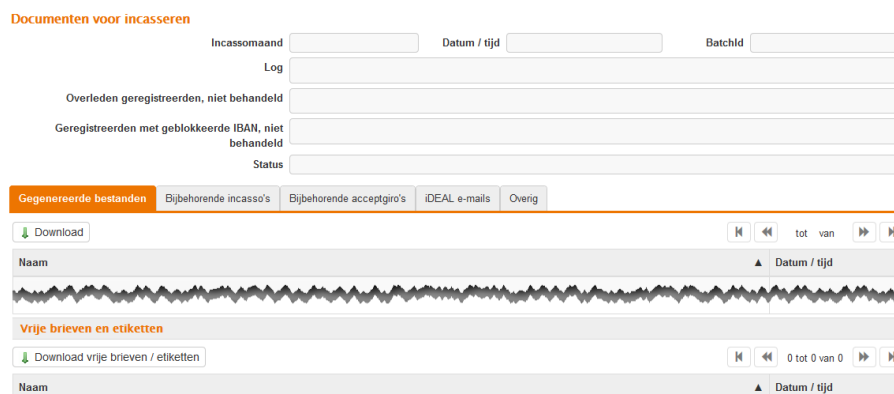 Documenten voor incasseren
Incassomaand Datum / tijd BatchId
Log
Overleden geregistreerden, niet behandeld
Geregistreerden met geblokkeerde IBAN, niet
behandeld
Status
Gegenereerde bestanden Bijbehorende incasso's Bijbehorende acceptgiro's iDEAL e-mails Overig
Download tot van
Naam Datum / tijd
Vrije brieven en etiketten
Download vrije brieven / etiketten 0 tot 0 van 0
Naam Datum / tijd